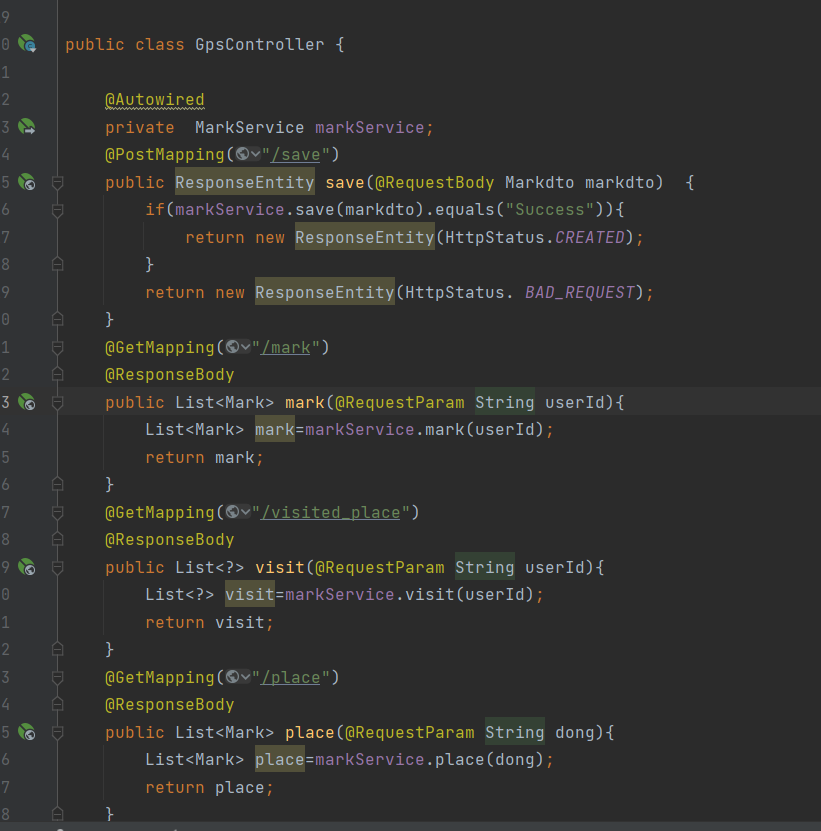 9
0 public class GpsController {
1
2 @Autowired
3 private  MarkService markService;
4 @PostMapping("/save")
5 public ResponseEntity save(@RequestBody Markdto markdto)  {
6 if(markService.save(markdto).equals("Success")){
7 return new ResponseEntity(HttpStatus.CREATED);
8 }
9 return new ResponseEntity(HttpStatus. BAD_REQUEST);
0 }
1 @GetMapping("/mark")
2 @ResponseBody
3 public List<Mark> mark(@RequestParam String userId){
4 List<Mark> mark=markService.mark(userId);
5 return mark;
6 }
7 @GetMapping("/visited_place")
8 @ResponseBody
9 public List<?> visit(@RequestParam String userId){
0 List<?> visit=markService.visit(userId);
1 return visit;
2 }
3 @GetMapping("/place")
4 @ResponseBody
5 public List<Mark> place(@RequestParam String dong){
6 List<Mark> place=markService.place(dong);
7 return place;
8 }